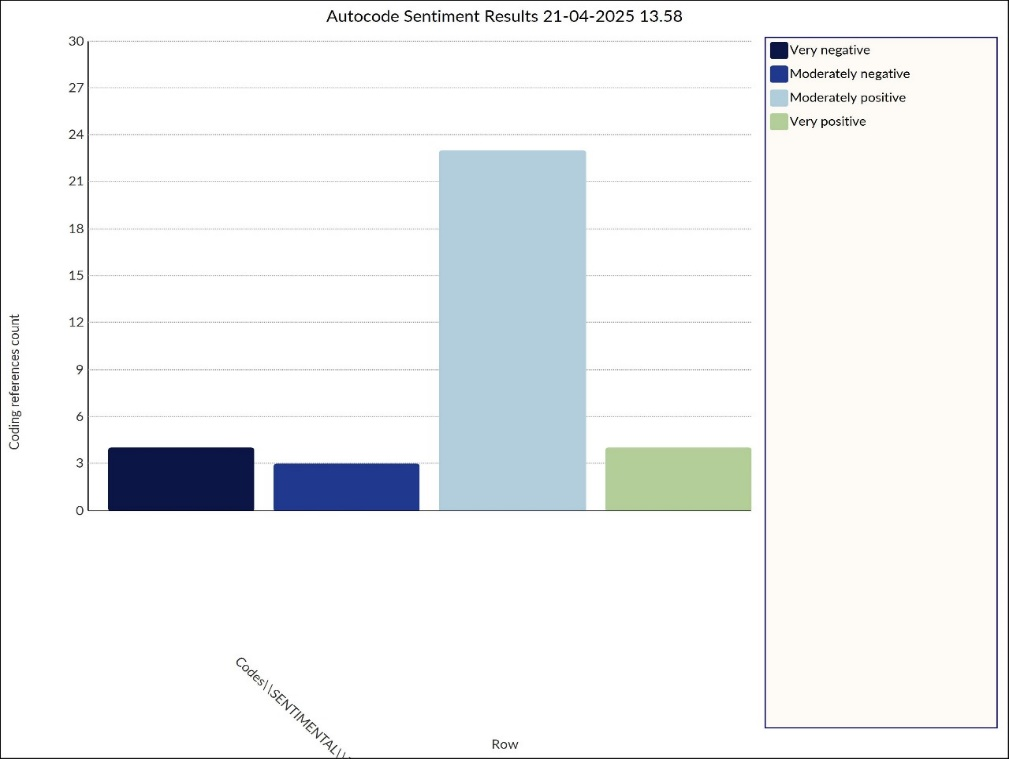 Autocode Sentiment Results 21-04-2025 13.58
30
27
24
21
18
15
12
9
6
3
0
Coding references count
Very negative
Moderately negative
Moderately positive
Very positive
Codes\\SENTIMENTAL\\
Row